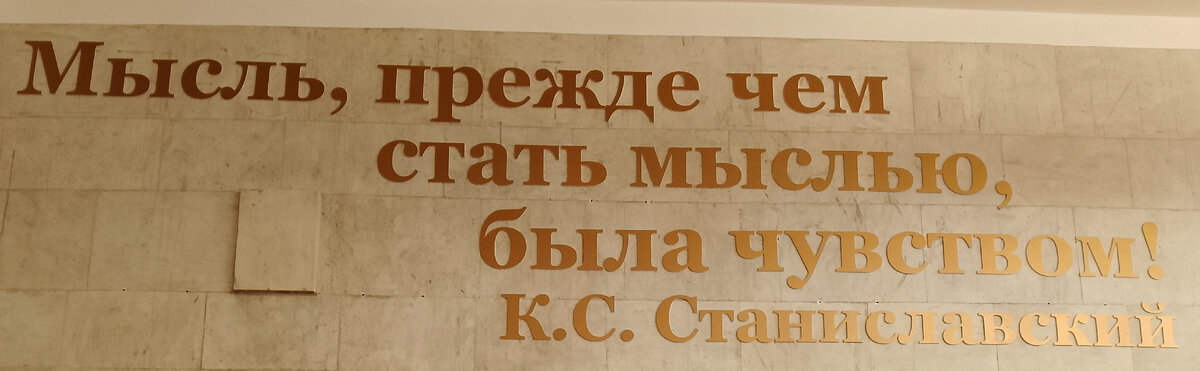 Мысль, прежде чем
стать мыслью,
была чувством!
К.С. Станиславский